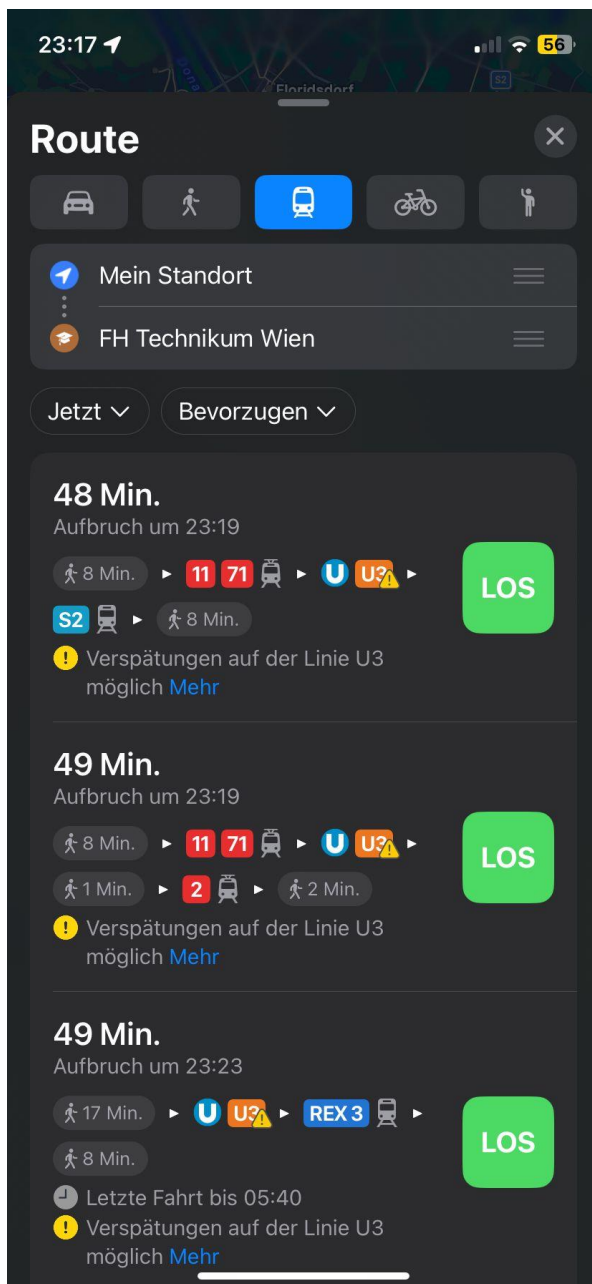 23:17
56
Floridsdorf
S2
Route
Mein Standort
FH Technikum Wien
Jetzt
Bevorzugen
48 Min.
Aufbruch um 23:19
8 Min. 11 71 U U3
LOS
S2 8 Min.
Verspätungen auf der Linie U3
möglich Mehr
49 Min.
Aufbruch um 23:19
8 Min. 11 71 U U3
LOS
1 Min. 2 2 Min.
Verspätungen auf der Linie U3
möglich Mehr
49 Min.
Aufbruch um 23:23
17 Min. U U3 REX 3
LOS
8 Min.
Letzte Fahrt bis 05:40
Verspätungen auf der Linie U3
möglich Mehr